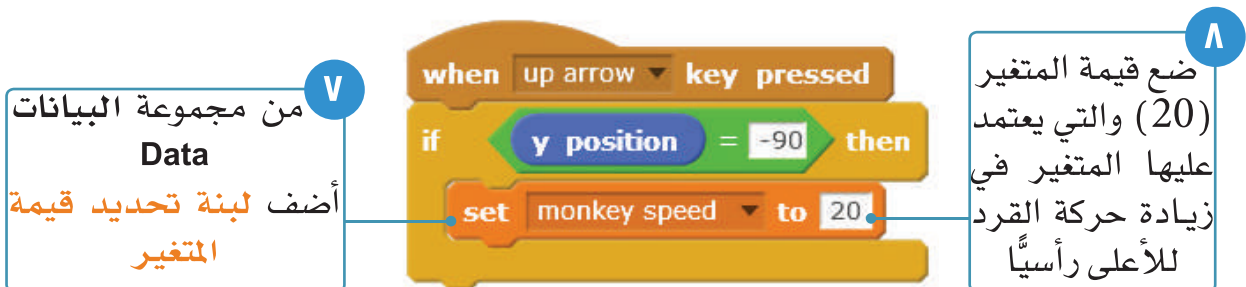 ٨
ضع قيمة المتغير
(20) والتي يعتمد
عليها المتغير في
زيادة حركة القرد
للأعلى رأسيًّا
when up arrow key pressed
if y position = -90 then
set monkey speed to 20
٧
من مجموعة البيانات
Data
أضف لبنة تحديد قيمة
المتغير